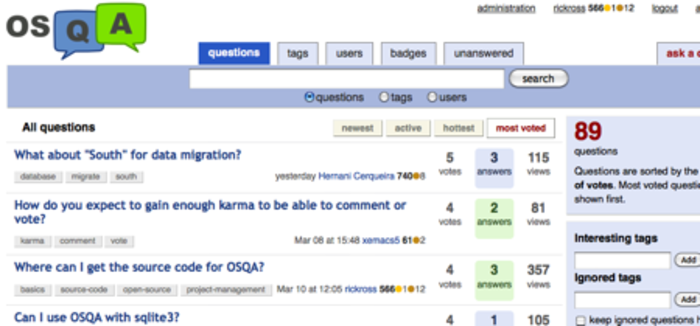 OSQA
administration rickross 566 1 12 logout
questions tags users badges unanswered ask a
search
questions tags users
All questions newest active hottest most voted
What about "South" for data migration? 5 3 115
votes answers views
database migrate south yesterday Hernani Cerqueira 740 8
How do you expect to gain enough karma to be able to comment or 4 2 81
vote? votes answers views
karma comment vote Mar 08 at 15:48 xemacs5 61 2
Where can I get the source code for OSQA? 4 3 357
votes answers views
basics source-code open-source project-management Mar 10 at 12:05 rickross 566 1 12
Can I use OSQA with sqlite3? 4 1 105
89
questions
Questions are sorted by the
of votes. Most voted
shown first.
Interesting tags
Add
Ignored tags
Add
keep ignored questions